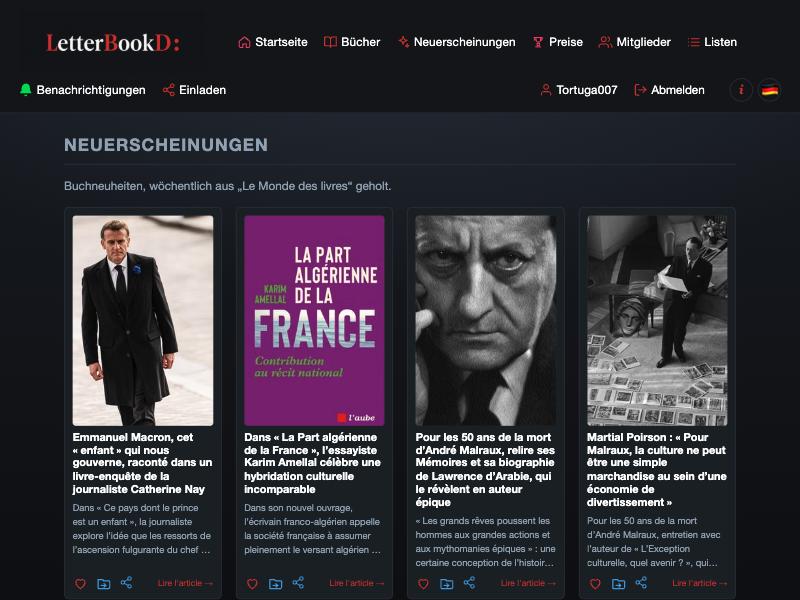 LetterBookD:
Startseite
Bücher
Neuerscheinungen
Preise
Mitglieder
Listen
Benachrichtigungen
Einladen
Tortuga007
Abmelden
i
NEUERSCHEINUNGEN
Buchneuheiten, wöchentlich aus „Le Monde des livres“ geholt.
Emmanuel Macron, cet
« enfant » qui nous
gouverne, raconté dans un
livre-enquête de la
journaliste Catherine Nay
Dans « Ce pays dont le prince
est un enfant », la journaliste
explore l’idée que les ressorts de
l’ascension fulgurante du chef ...
Lire l'article →
LA PART
ALGÉRIENNE
KARIM
AMELLAL
DE LA
FRANCE
Contribution
au récit national
l'aube
Dans « La Part algérienne
de la France », l’essayiste
Karim Amellal célèbre une
hybridation culturelle
incomparable
Dans son nouvel ouvrage,
l’écrivain franco-algérien appelle
la société française à assumer
pleinement le versant algérien ...
Lire l'article →
Pour les 50 ans de la mort
d’André Malraux, relire ses
Mémoires et sa biographie
de Lawrence d’Arabie, qui
le révèlent en auteur
épique
« Les grands rêves poussent les
hommes aux grandes actions et
aux mythomanies épiques » : une
certaine conception de l’histoir...
Lire l'article →
Martial Poirson : « Pour
Malraux, la culture ne peut
être une simple
marchandise au sein d’une
économie de
divertissement »
Pour les 50 ans de la mort
d’André Malraux, entretien avec
l’auteur de « L’Exception
culturelle, quel avenir ? », qui...
Lire l'article →